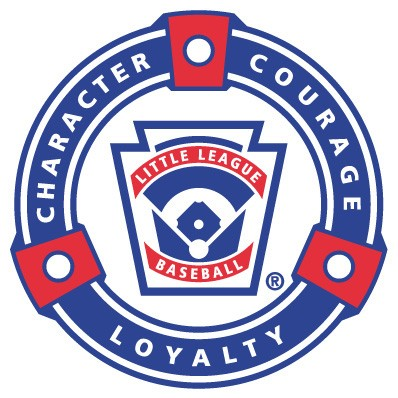 CHARACTER
COURAGE
LOYALTY
LITTLE LEAGUE
BASEBALL
®